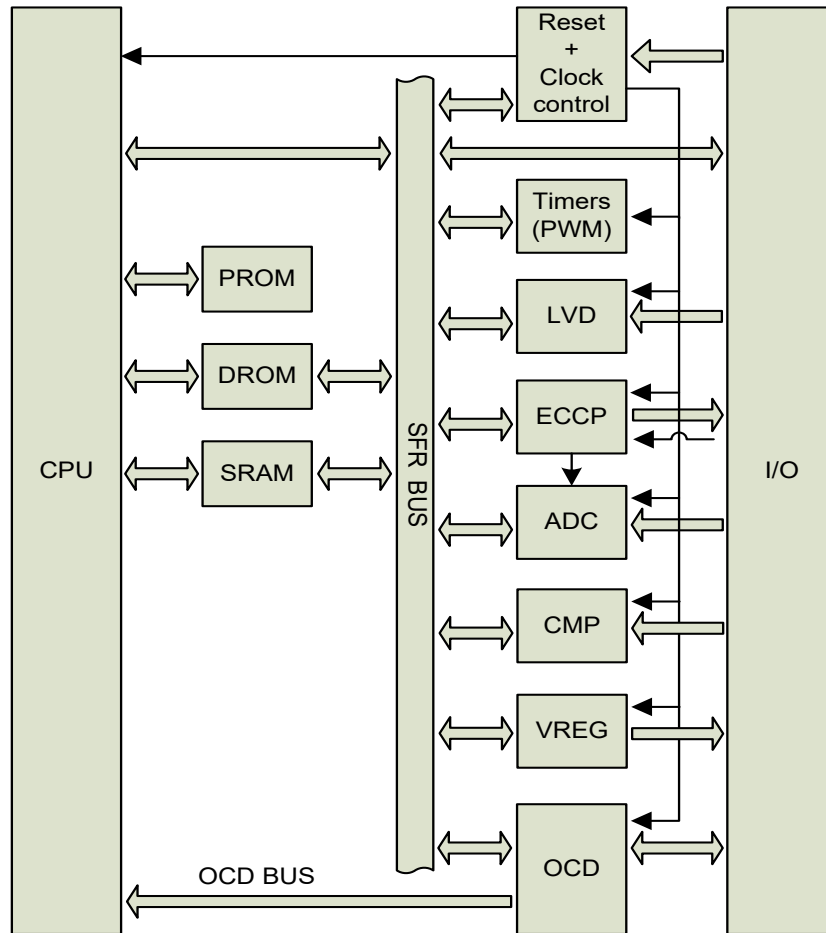 Reset
+
Clock
control
Timers
(PWM)
PROM
LVD
DROM
ECCP
CPU
SRAM
SFR BUS
I/O
ADC
CMP
VREG
OCD BUS
OCD